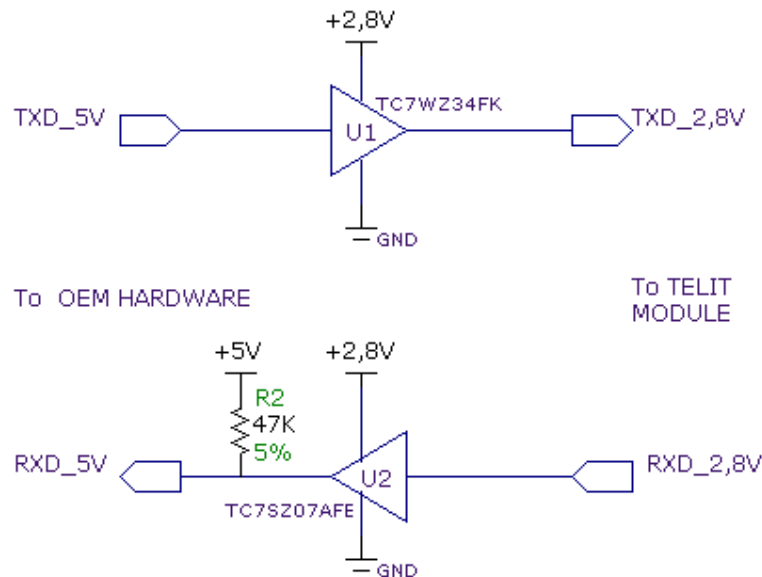 +2,8V
TC7WZ34FK
TXD_5V
U1
TXD_2,8V
GND
To OEM HARDWARE
To TELIT
MODULE
+5V
+2,8V
R2
47K
5%
RXD_5V
U2
RXD_2,8V
TC7SZ07AFE
GND